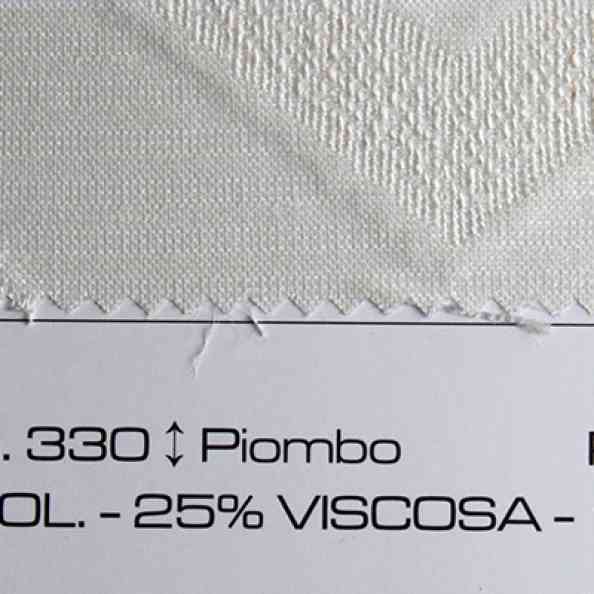 . 330 ↕ Piombo
OL. - 25% VISCOSA -